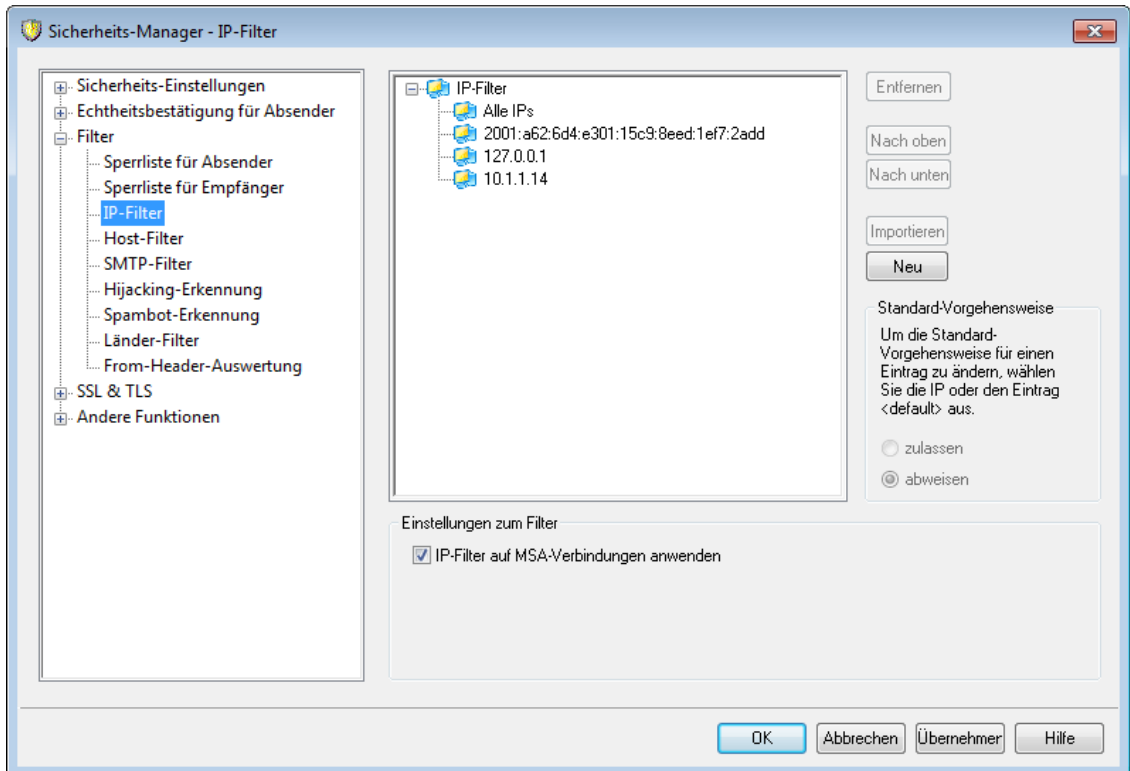 Sicherheits-Manager - IP-Filter
Sicherheits-Einstellungen
Echtheitsbestätigung für Absender
Filter
Sperrliste für Absender
Sperrliste für Empfänger
IP-Filter
Host-Filter
SMTP-Filter
Hijacking-Erkennung
Spambot-Erkennung
Länder-Filter
From-Header-Auswertung
SSL & TLS
Andere Funktionen
IP-Filter
Alle IPs
2001:a62:6d4:e301:15c9:8eed:1ef7:2add
127.0.0.1
10.1.1.14
Entfernen
Nach oben
Nach unten
Importieren
Neu
Standard-Vorgehensweise
Um die Standard-
Vorgehensweise für einen
Eintrag zu ändern, wählen
Sie die IP oder den Eintrag
<default> aus.
zulassen
abweisen
Einstellungen zum Filter
IP-Filter auf MSA-Verbindungen anwenden
OK
Abbrechen
Übernehmer
Hilfe